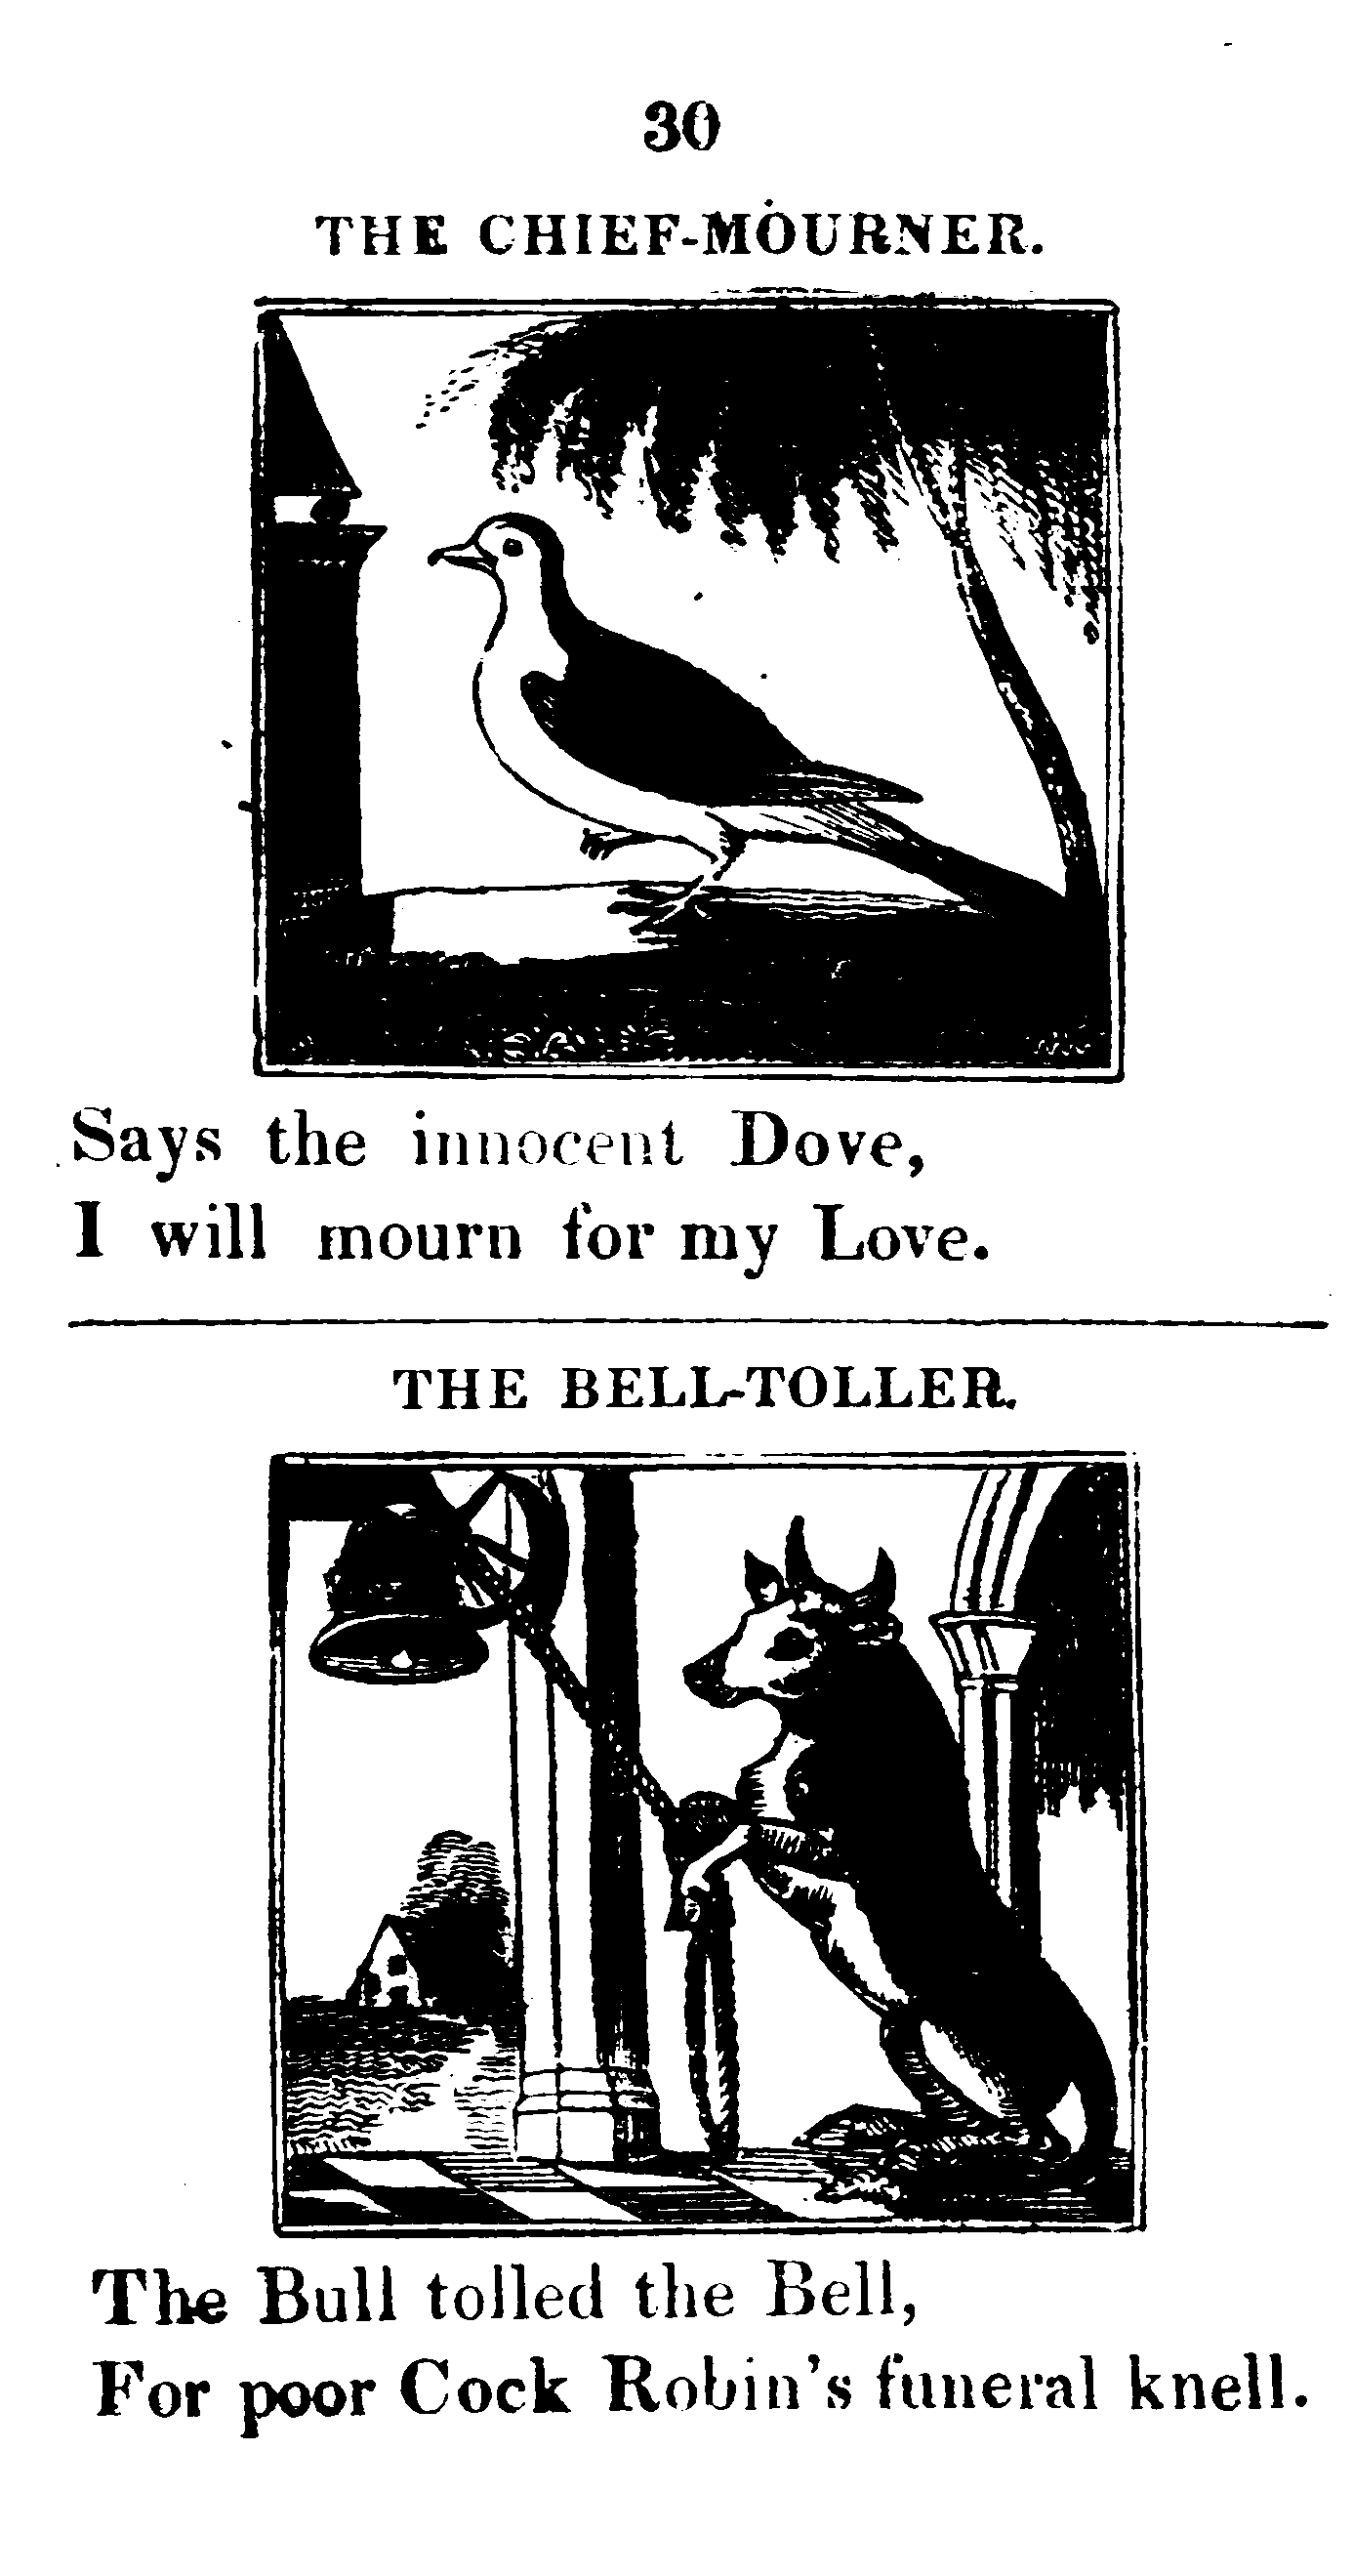 30
THE CHIEF-MOURNER.
Says the innocent Dove,
I will mourn for my Love.
THE BELL-TOLLER.
The Bull tolled the Bell,
For poor Cock Robin's funeral knell.